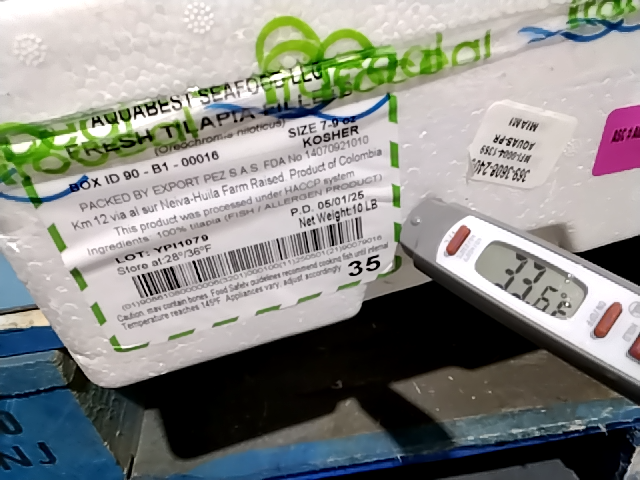 AQUABEST SEAFOOD LLC
FRESH TILAPIA FILLETS
(Oreochromis niloticus)
SIZE 7-9 oz
KOSHER
BOX ID 90 - B1 - 00016
PACKED BY EXPORT PEZ S.A.S. FDA No 14070921010
Km 12 via al sur Neiva-Huila Farm Raised. Product of Colombia
This product was processed under HACCP system
Ingredients: 100% tilapia (FISH / ALLERGEN PRODUCT)
LOT: YPI1079
P.D. 05/01/25
Store at:28°/36°F
Net Weight:10 LB
35
Caution: may contain bones. Food Safety guidelines recommend cooking fish until internal
Temperature reaches 145°F. Appliances vary, adjust accordingly
AQUAS.PR
MIAMI
33.6